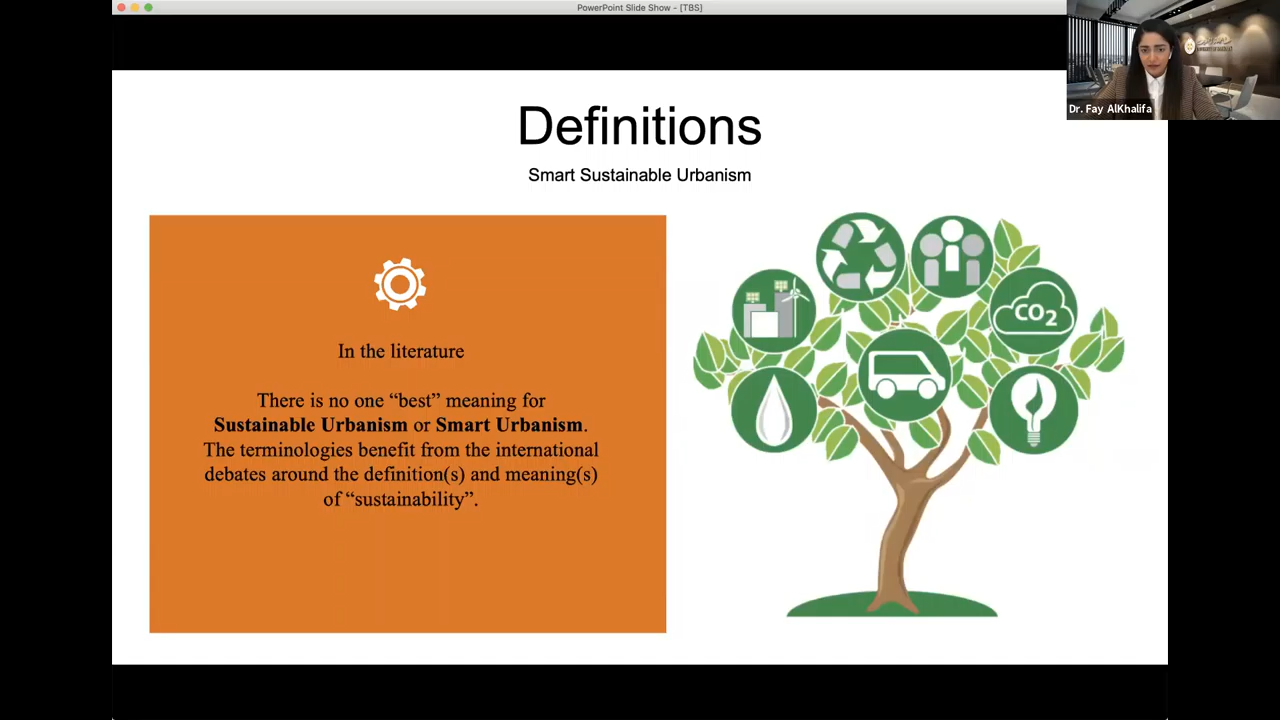 PowerPoint Slide Show - [TBS]
Dr. Fay AlKhalifa
Definitions
Smart Sustainable Urbanism
In the literature
There is no one “best” meaning for
Sustainable Urbanism or Smart Urbanism.
The terminologies benefit from the international
debates around the definition(s) and meaning(s)
of “sustainability”.
CO2